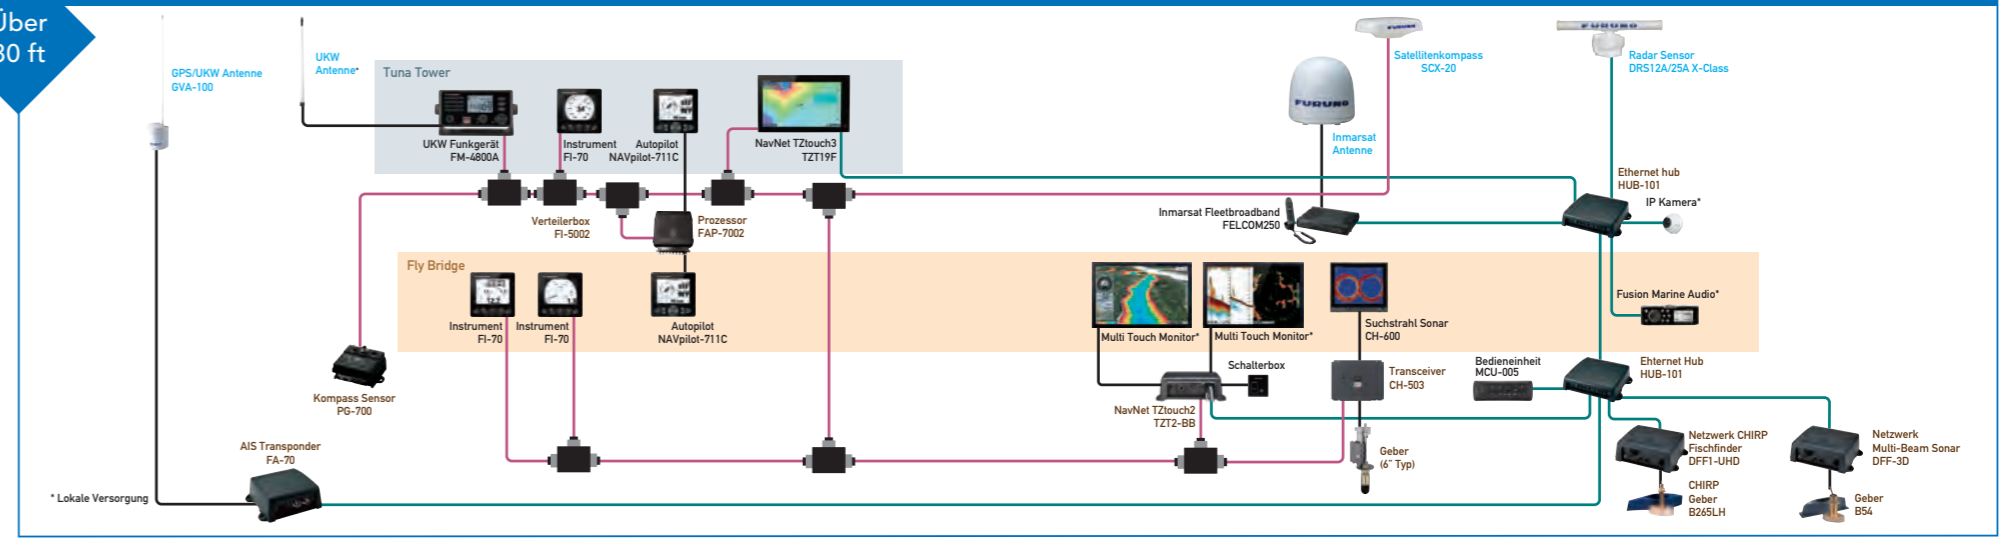 Über
80 ft
GPS/UKW Antenne
GVA-100
UKW
Antenne*
Tuna Tower
UKW Funkgerät
FM-4800A
Instrument
FI-70
Autopilot
NAVpilot-711C
NavNet TZtouch3
TZT19F
FURUNO
Satellitenkompass
SCX-20
FURUNO
Radar Sensor
DRS12A/25A X-Class
FURUNO
Inmarsat
Antenne
Ethernet hub
HUB-101
IP Kamera*
Inmarsat Fleetbroadband
FELCOM250
Verteilerbox
FI-5002
Prozessor
FAP-7002
Fly Bridge
Instrument
FI-70
Instrument
FI-70
Autopilot
NAVpilot-711C
Multi Touch Monitor*
Multi Touch Monitor*
Suchstrahl Sonar
CH-600
Fusion Marine Audio*
Kompass Sensor
PG-700
Schalterbox
NavNet TZtouch2
TZT2-BB
Transceiver
CH-503
Bedieneinheit
MCU-005
Ehternet Hub
HUB-101
AIS Transponder
FA-70
Geber
(6" Typ)
Netzwerk CHIRP
Fischfinder
DFF1-UHD
Netzwerk
Multi-Beam Sonar
DFF-3D
* Lokale Versorgung
CHIRP
Geber
B265LH
Geber
B54